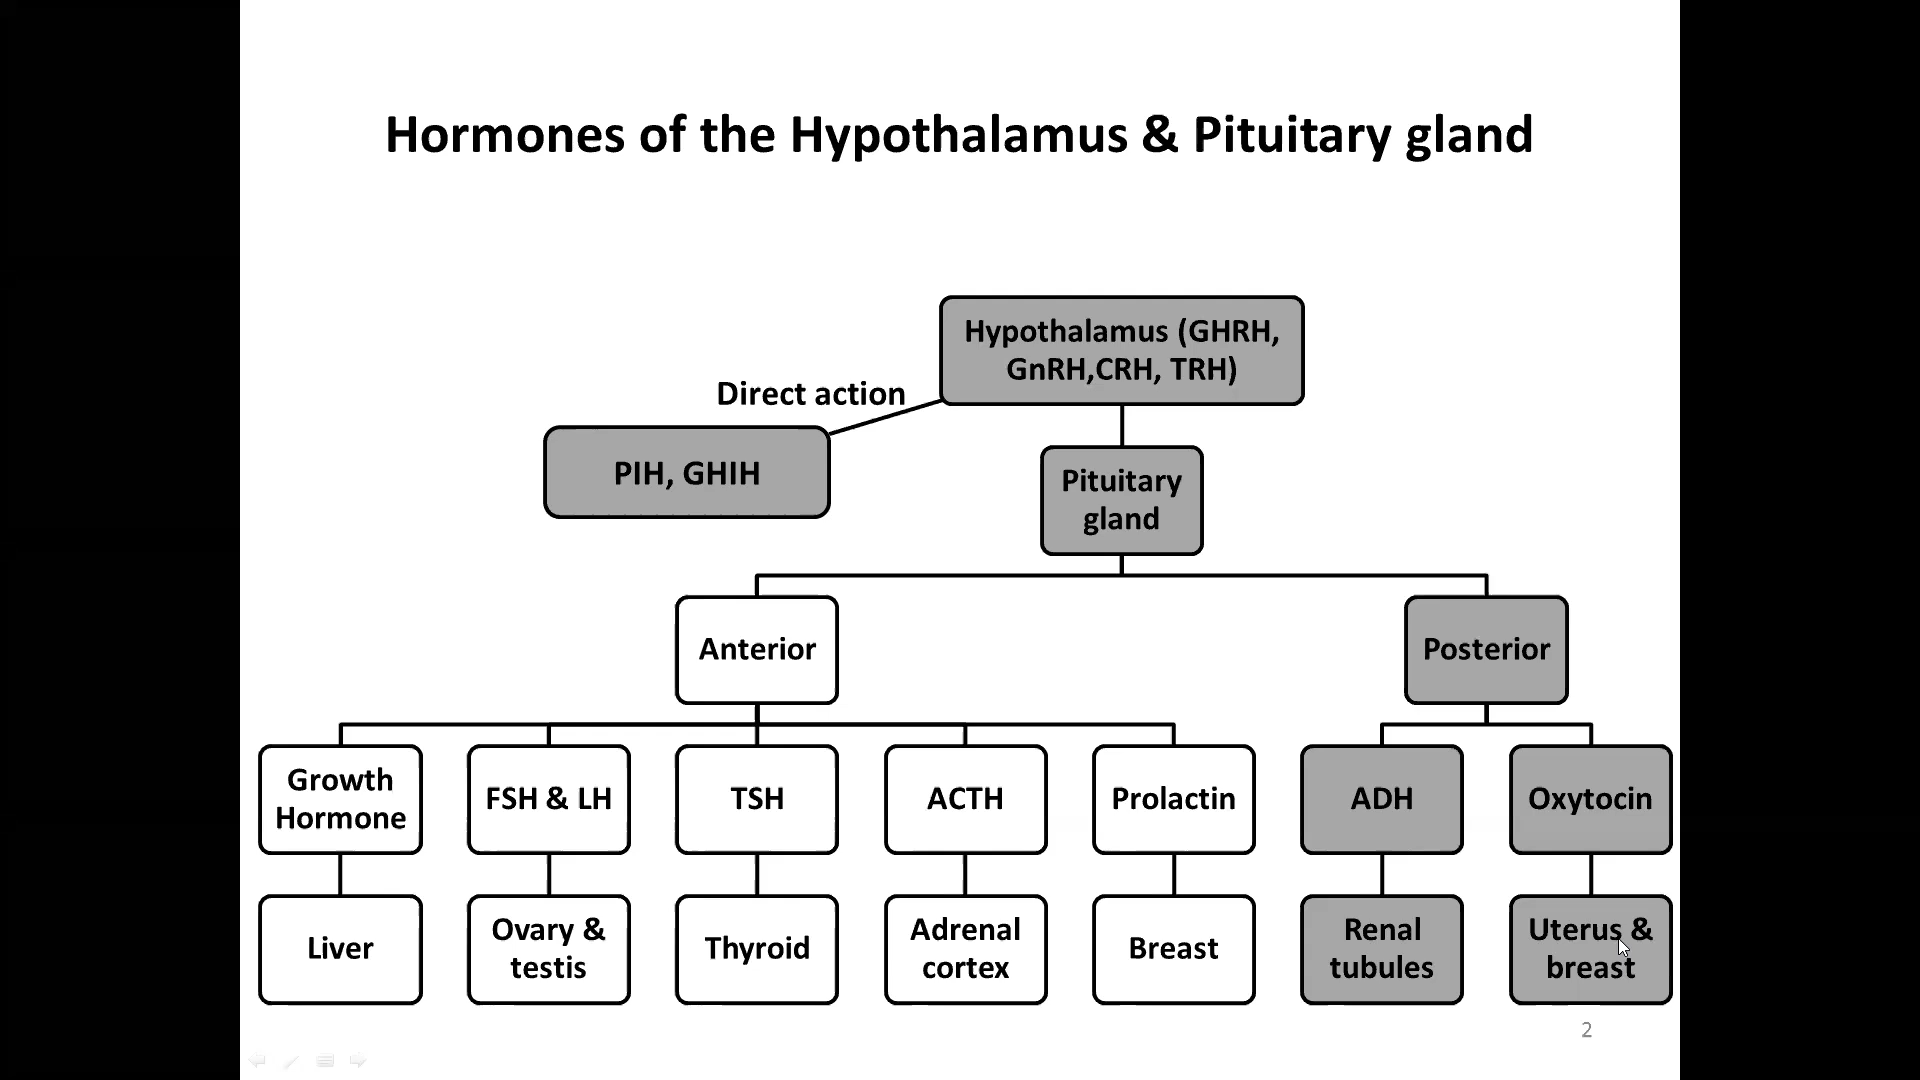 Hormones of the Hypothalamus & Pituitary gland
Hypothalamus (GHRH,
GnRH,CRH, TRH)
Direct action
PIH, GHIH
Pituitary
gland
Anterior
Posterior
Growth
Hormone
FSH & LH
TSH
ACTH
Prolactin
ADH
Oxytocin
Liver
Ovary &
testis
Thyroid
Adrenal
cortex
Breast
Renal
tubules
Uterus &
breast
2